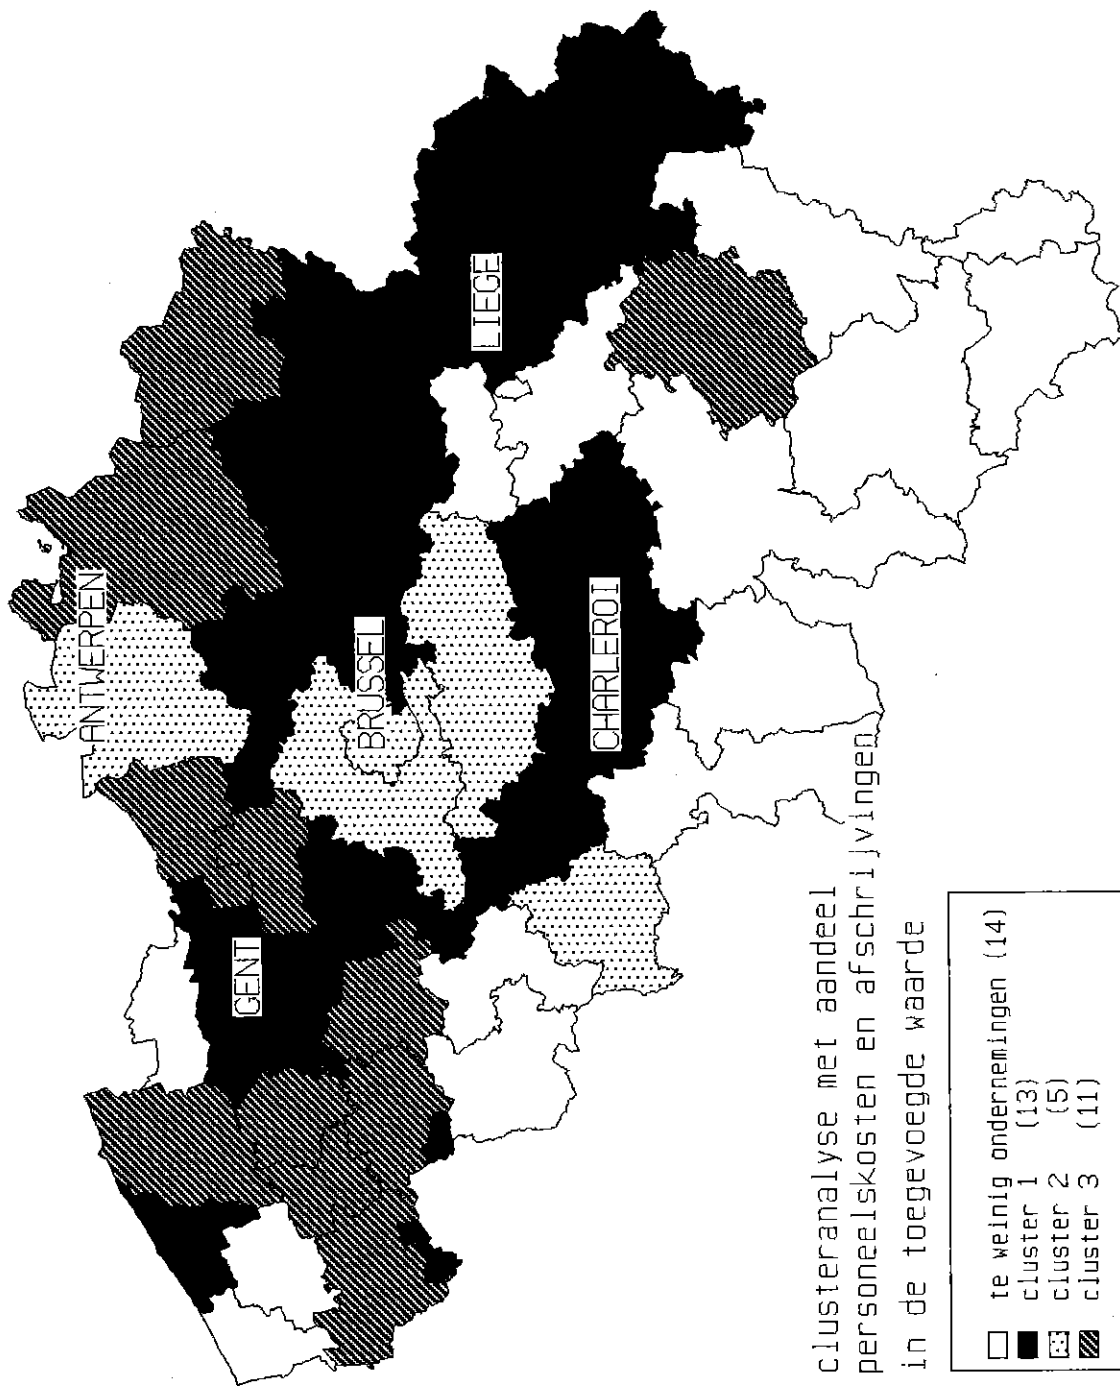 ANTWERPEN
GENT
BRUSSEL
LIEGE
CHARLEROI
clusteranalyse met aandeel
personeelskosten en afschrijvingen
in de toegevoegde waarde
te weinig ondernemingen (14)
cluster 1 (13)
cluster 2 (5)
cluster 3 (11)